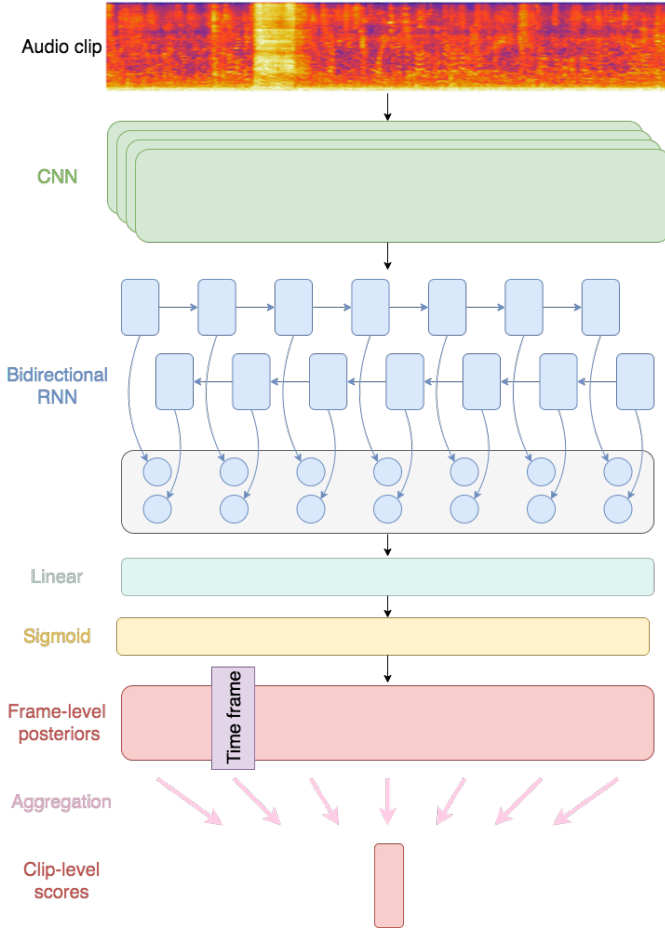 Audio clip
CNN
Bidirectional
RNN
Linear
Sigmoid
Frame-level
posteriors
Time frame
Aggregation
Clip-level
scores